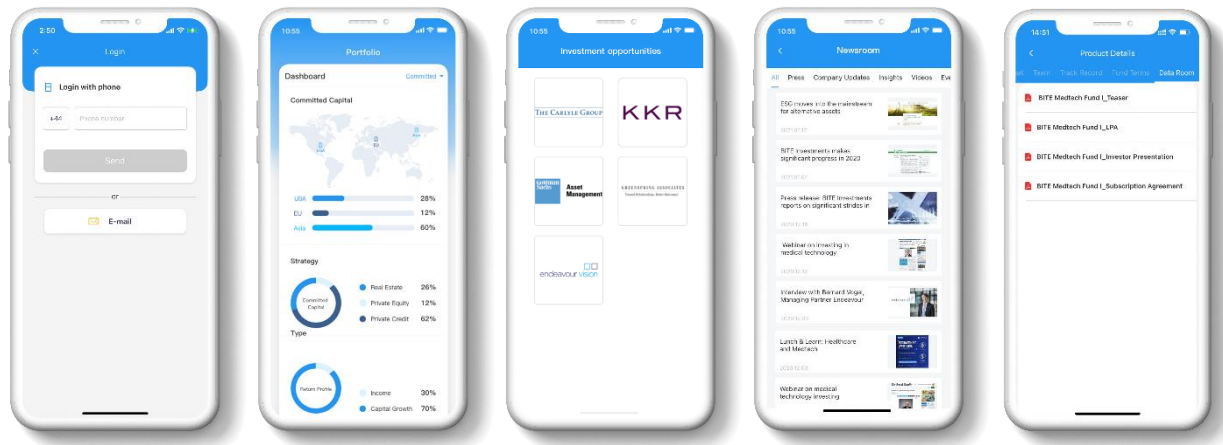 2:50
Login
Login with phone
+44
Phone number
Send
or
E-mail
10:55
Portfolio
Dashboard
Committed
Committed Capital
USA
EU
Asia
USA 28%
EU 12%
Asia 60%
Strategy
Committed
Capital
Real Estate 26%
Private Equity 12%
Private Credit 62%
Type
Return Profile
Income 30%
Capital Growth 70%
10:55
Investment opportunities
THE CARLYLE GROUP
KKR
Goldman
Sachs
Asset
Management
GREENSPRING ASSOCIATES
endeavour vision
10:55
Newsroom
All Press Company Updates Insights Videos Eve
ESG moves into the mainstream
for alternative assets
BITE Investments makes
significant progress in 2020
Press release: BITE Investments
reports on significant strides in
Webinar on investing in
medical technology
Interview with Bernard Vogel,
Managing Partner Endeavour
Lunch & Learn: Healthcare
and Medtech
Webinar on medical
technology investing
14:51
Product Details
Team Track Record Fund Terms Data Room
BITE Medtech Fund I_Teaser
BITE Medtech Fund I_LPA
BITE Medtech Fund I_Investor Presentation
BITE Medtech Fund I_Subscription Agreement